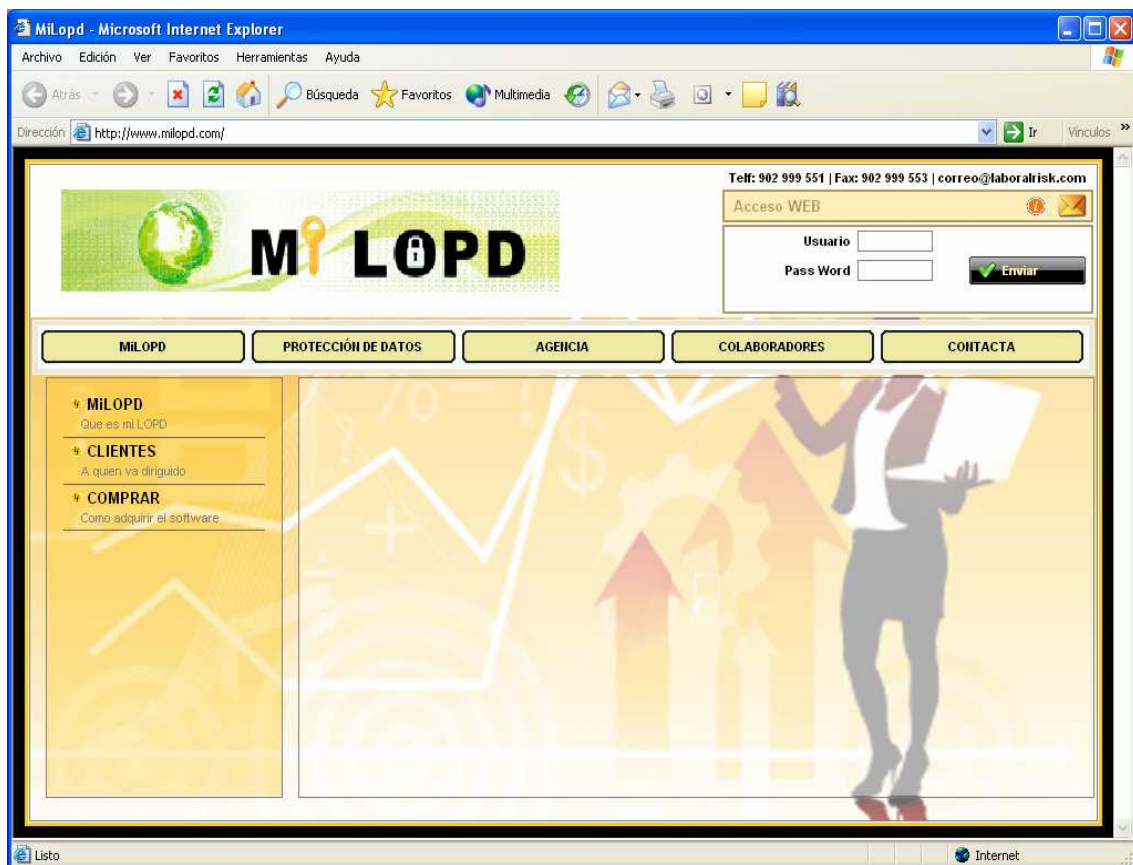 MiLopd - Microsoft Internet Explorer
Archivo Edición Ver Favoritos Herramientas Ayuda
Atrás Búsqueda Favoritos Multimedia
Dirección http://www.milopd.com/ Ir Vínculos »
Telf: 902 999 551 | Fax: 902 999 553 | correo@laboralrisk.com
Acceso WEB
Mi LOPD
Usuario
Pass Word
Enviar
MiLOPD PROTECCIÓN DE DATOS AGENCIA COLABORADORES CONTACTA
MiLOPD
Que es mi LOPD
CLIENTES
A quien va diriguido
COMPRAR
Como adquirir el software
Listo Internet